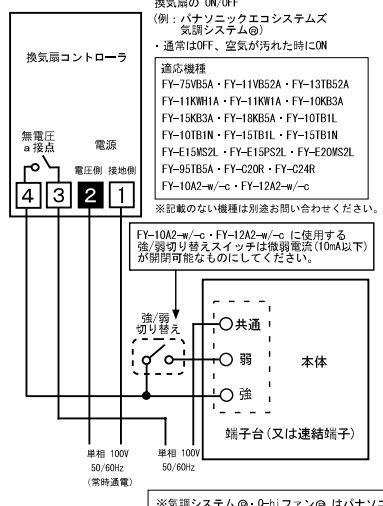 換気扇の ON/OFF
(例：パナソニックエコシステムズ
気調システム@)
・通常はOFF、空気が汚れた時にON
換気扇コントローラ
無電圧
a接点
電源
電圧側 接地側
4 3 2 1
適応機種
FY-75VB5A・FY-11VB52A・FY-13TB52A
FY-11KWH1A・FY-11KW1A・FY-10KB3A
FY-15KB3A・FY-18KB5A・FY-10TB1L
FY-10TB1N・FY-15TB1L・FY-15TB1N
FY-E15MS2L・FY-E15PS2L・FY-E20MS2L
FY-95TB5A・FY-C20R・FY-C24R
FY-10A2-w/-c・FY-12A2-w/-c
※記載のない機種は別途お問い合わせください。
FY-10A2-w/-c・FY-12A2-w/-c に使用する
強/弱切り替えスイッチは微弱電流(10mA以下)
が開閉可能なものにしてください。
強/弱
切り替え
共通
弱
強
本体
端子台(又は連結端子)
単相 100V
50/60Hz
(常時通電)
単相 100V
50/60Hz